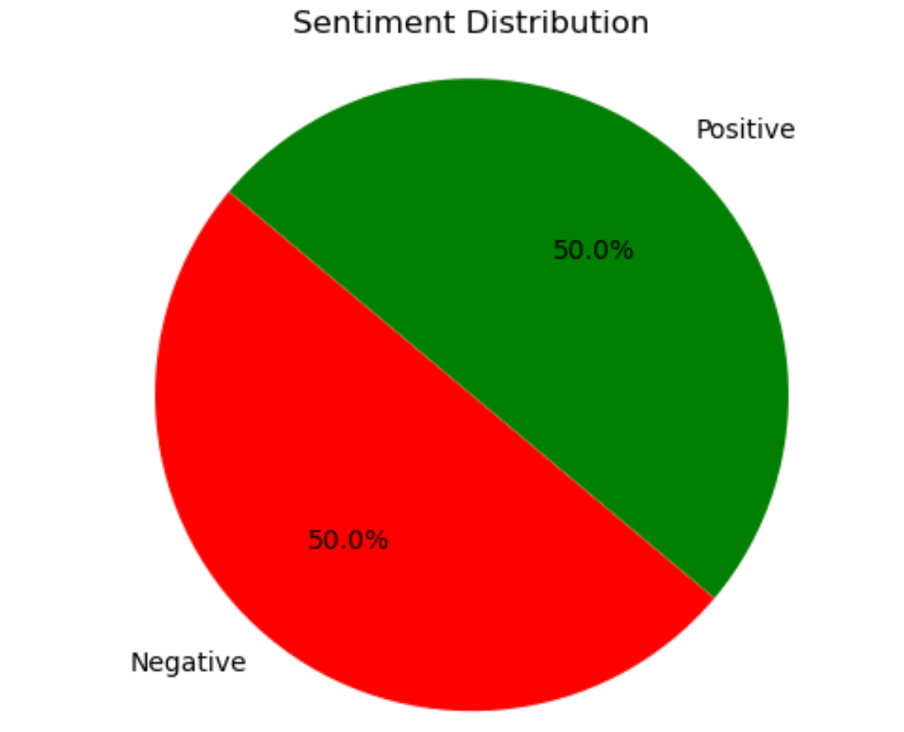 Sentiment Distribution
Positive
50.0%
50.0%
Negative